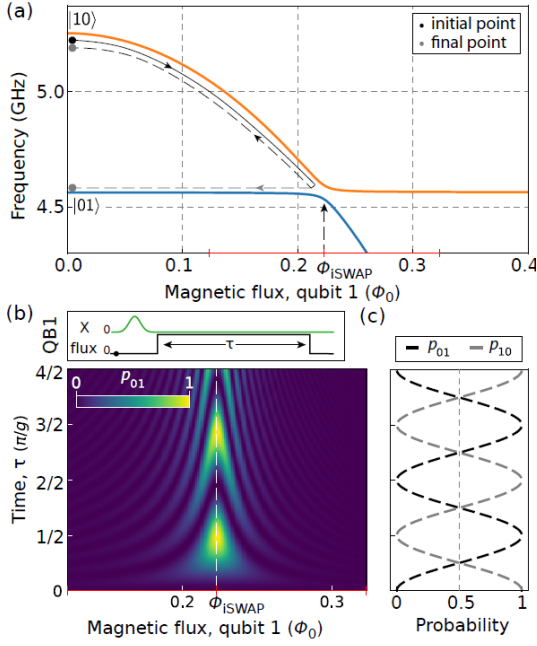 (a)
|10⟩
initial point
final point
Frequency (GHz)
5.0
4.5
|01⟩
0.0
0.1
0.2
0.3
0.4
Φ_iSWAP
Magnetic flux, qubit 1 (Φ₀)
(b)
(c)
QB1
X 0
flux 0
τ
p₀₁
p₁₀
4/2
0 p₀₁ 1
3/2
Time, τ (π/g)
2/2
1/2
0
0.2
Φ_iSWAP
0.3
Magnetic flux, qubit 1 (Φ₀)
0
0.5
1
Probability